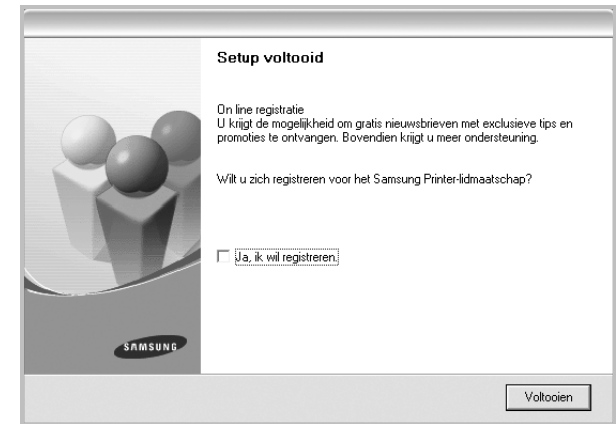 Setup voltooid
On line registratie
U krijgt de mogelijkheid om gratis nieuwsbrieven met exclusieve tips en
promoties te ontvangen. Bovendien krijgt u meer ondersteuning.
Wilt u zich registreren voor het Samsung Printer-lidmaatschap?
Ja, ik wil registreren.
SAMSUNG
Voltooien